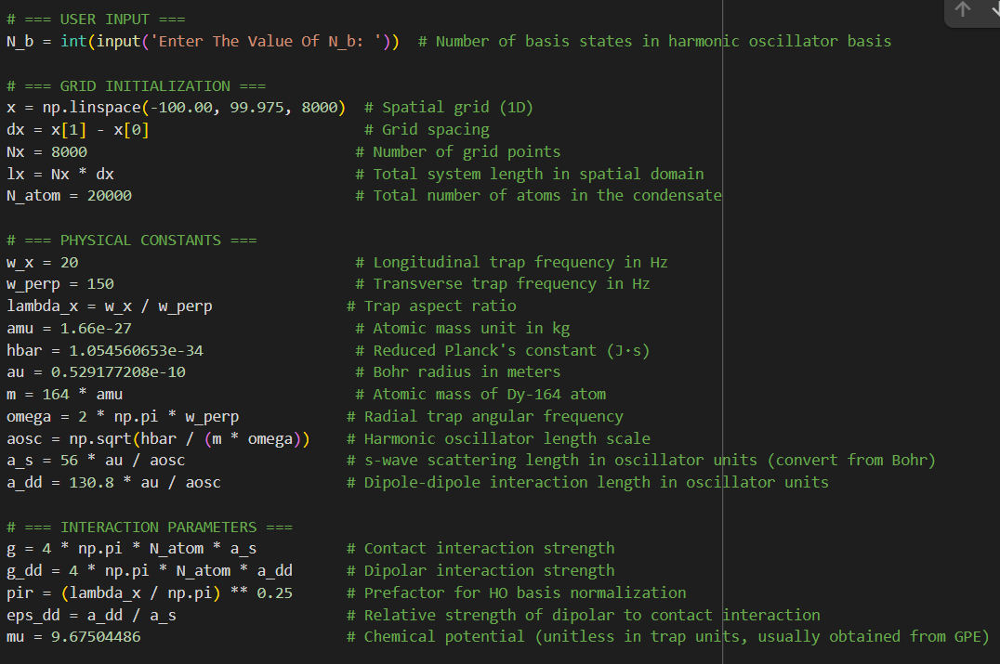 # === USER INPUT ===
N_b = int(input('Enter The Value Of N_b: '))  # Number of basis states in harmonic oscillator basis
# === GRID INITIALIZATION ===
x = np.linspace(-100.00, 99.975, 8000)  # Spatial grid (1D)
dx = x[1] - x[0]                        # Grid spacing
Nx = 8000                              # Number of grid points
lx = Nx * dx                           # Total system length in spatial domain
N_atom = 20000                         # Total number of atoms in the condensate
# === PHYSICAL CONSTANTS ===
w_x = 20                               # Longitudinal trap frequency in Hz
w_perp = 150                           # Transverse trap frequency in Hz
lambda_x = w_x / w_perp               # Trap aspect ratio
amu = 1.66e-27                         # Atomic mass unit in kg
hbar = 1.054560653e-34                 # Reduced Planck's constant (J·s)
au = 0.529177208e-10                   # Bohr radius in meters
m = 164 * amu                          # Atomic mass of Dy-164 atom
omega = 2 * np.pi * w_perp            # Radial trap angular frequency
aosc = np.sqrt(hbar / (m * omega))    # Harmonic oscillator length scale
a_s = 56 * au / aosc                  # s-wave scattering length in oscillator units (convert from Bohr)
a_dd = 130.8 * au / aosc              # Dipole-dipole interaction length in oscillator units
# === INTERACTION PARAMETERS ===
g = 4 * np.pi * N_atom * a_s          # Contact interaction strength
g_dd = 4 * np.pi * N_atom * a_dd      # Dipolar interaction strength
pir = (lambda_x / np.pi) ** 0.25      # Prefactor for HO basis normalization
eps_dd = a_dd / a_s                   # Relative strength of dipolar to contact interaction
mu = 9.67504486                       # Chemical potential (unitless in trap units, usually obtained from GPE)